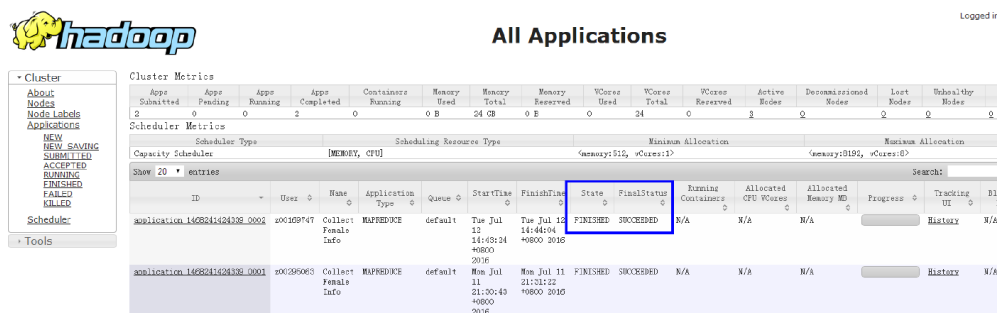 hadoop
All Applications
Logged in
Cluster
About
Nodes
Node Labels
Applications
NEW
NEW_SAVING
SUBMITTED
ACCEPTED
RUNNING
FINISHED
FAILED
KILLED
Scheduler
Tools
Cluster Metrics
Apps Submitted Apps Pending Apps Running Apps Completed Containers Running Memory Used Memory Total Memory Reserved VCores Used VCores Total VCores Reserved Active Nodes Decommissioned Nodes Lost Nodes Unhealthy Nodes
2 0 0 2 0 0 B 24 GB 0 B 0 24 0 3 0 0 0
Scheduler Metrics
Scheduler Type Scheduling Resource Type Minimum Allocation Maximum Allocation
Capacity Scheduler [MEMORY, CPU] <memory:512, vCores:1> <memory:8192, vCores:8>
Show 20 entries Search:
ID User Name Application Type Queue StartTime FinishTime State FinalStatus Running Containers Allocated CPU VCores Allocated Memory MB Progress Tracking UI Bl
application_1468241424339_0002 z00169747 Collect Female Info MAPREDUCE default Tue Jul 12 14:43:24 +0800 2016 Tue Jul 12 14:44:04 +0800 2016 FINISHED SUCCEEDED N/A N/A N/A History N/A
application_1468241424339_0001 z00295063 Collect Female Info MAPREDUCE default Mon Jul 11 21:30:43 +0800 2016 Mon Jul 11 21:31:22 +0800 2016 FINISHED SUCCEEDED N/A N/A N/A History N/A